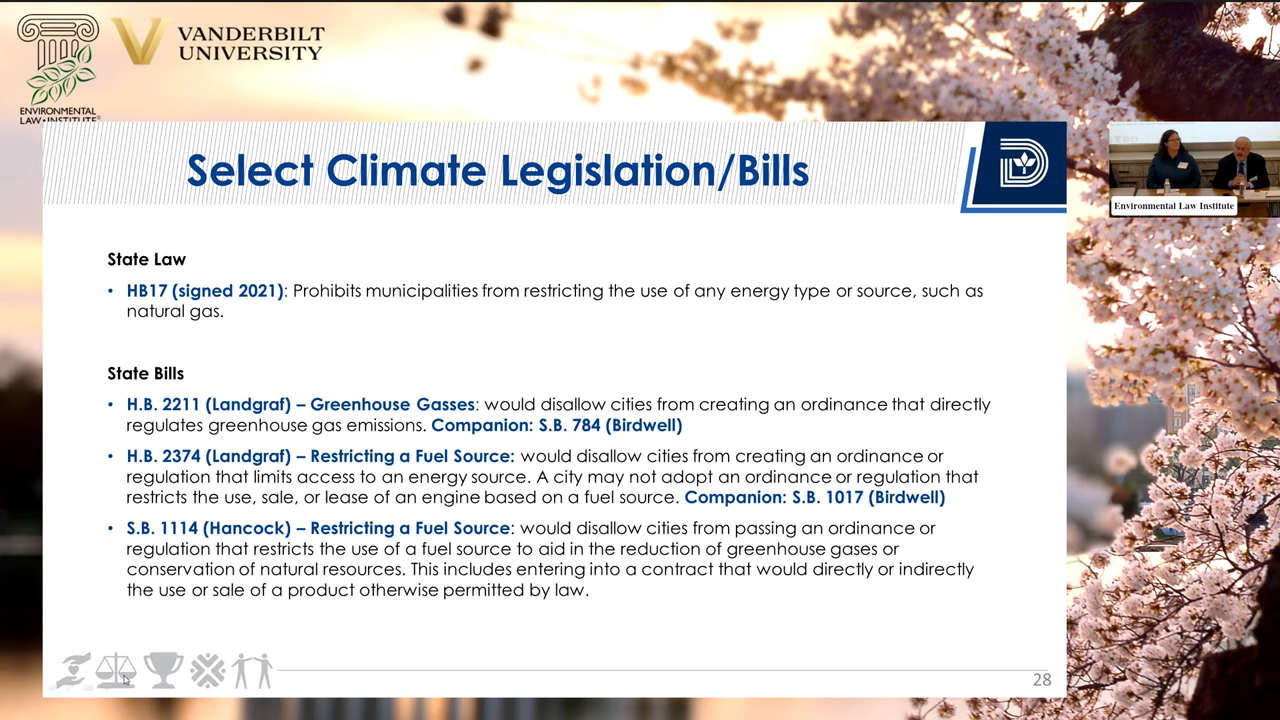 VANDERBILT
UNIVERSITY
ENVIRONMENTAL
LAW•INSTITUTE®
Select Climate Legislation/Bills
Environmental Law Institute
State Law
• HB17 (signed 2021): Prohibits municipalities from restricting the use of any energy type or source, such as
natural gas.
State Bills
• H.B. 2211 (Landgraf) – Greenhouse Gasses: would disallow cities from creating an ordinance that directly
regulates greenhouse gas emissions. Companion: S.B. 784 (Birdwell)
• H.B. 2374 (Landgraf) – Restricting a Fuel Source: would disallow cities from creating an ordinance or
regulation that limits access to an energy source. A city may not adopt an ordinance or regulation that
restricts the use, sale, or lease of an engine based on a fuel source. Companion: S.B. 1017 (Birdwell)
• S.B. 1114 (Hancock) – Restricting a Fuel Source: would disallow cities from passing an ordinance or
regulation that restricts the use of a fuel source to aid in the reduction of greenhouse gases or
conservation of natural resources. This includes entering into a contract that would directly or indirectly
the use or sale of a product otherwise permitted by law.
28